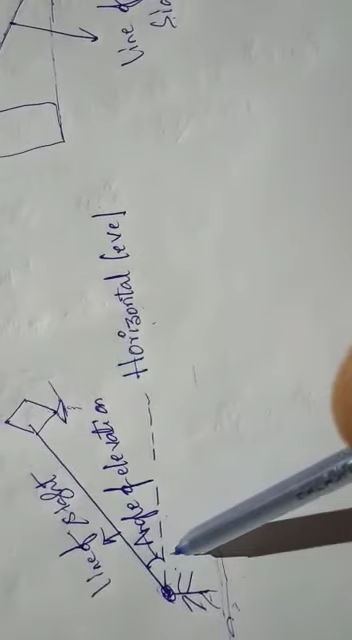 Line of
Horizontal level
Angle of elevation
Line of sight